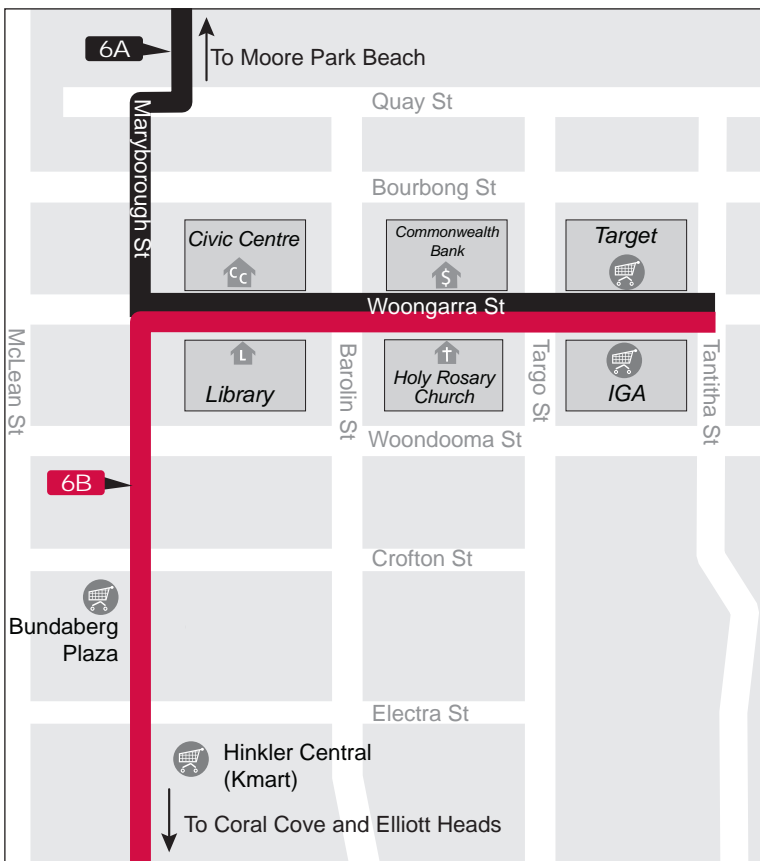 6A
To Moore Park Beach
Quay St
Maryborough St
Bourbong St
Civic Centre
CC
Commonwealth
Bank
$
Target
Woongarra St
McLean St
L
Library
Barolin St
Holy Rosary
Church
Targo St
IGA
Tantitha St
Woondooma St
6B
Crofton St
Bundaberg
Plaza
Electra St
Hinkler Central
(Kmart)
To Coral Cove and Elliott Heads